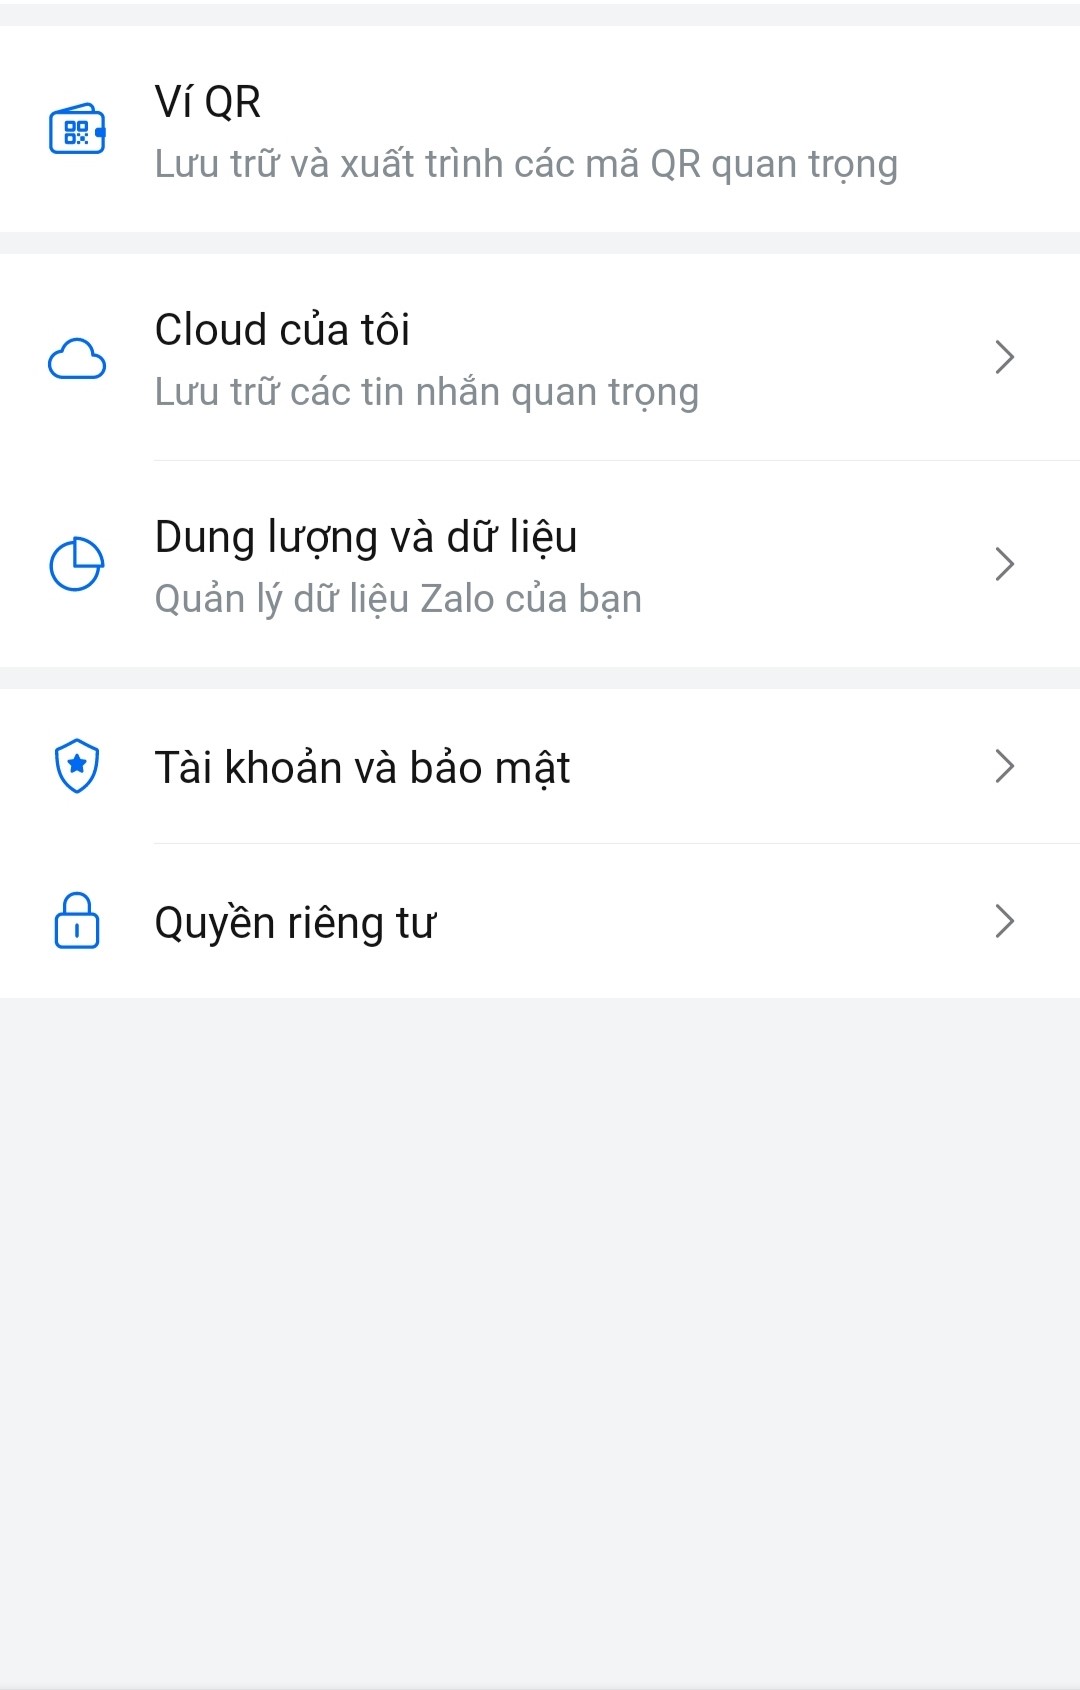 Ví QR
Lưu trữ và xuất trình các mã QR quan trọng
Cloud của tôi
Lưu trữ các tin nhắn quan trọng
Dung lượng và dữ liệu
Quản lý dữ liệu Zalo của bạn
Tài khoản và bảo mật
Quyền riêng tư